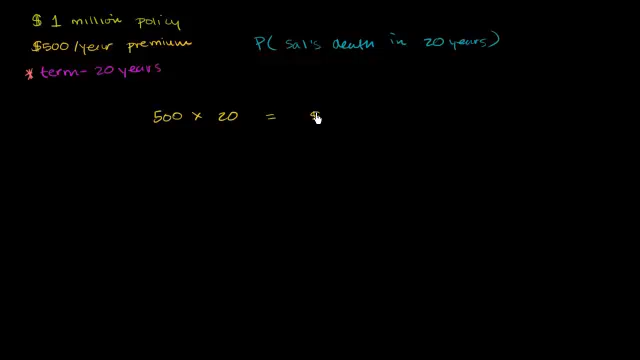 $ 1 million policy
$500/year premium
P( Sal's death in 20 years)
* term- 20 years
500 × 20 = $